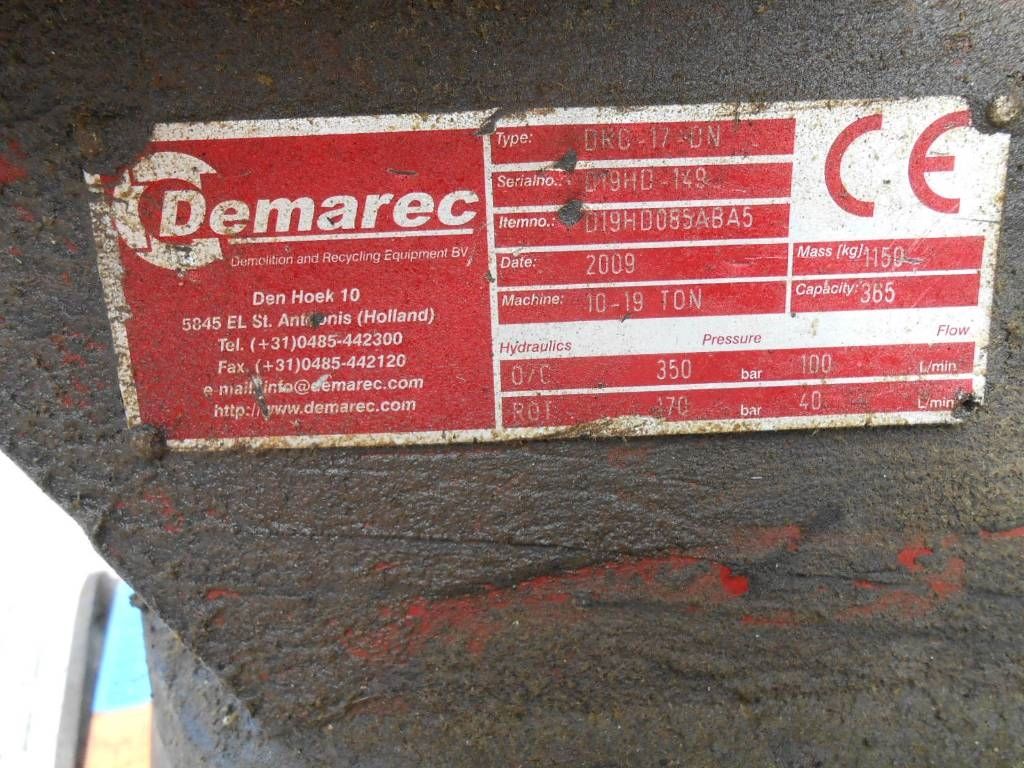 Demarec
Demolition and Recycling Equipment BV
Den Hoek 10
5845 EL St. Anthonis (Holland)
Tel. (+31)0485-442300
Fax. (+31)0485-442120
e-mail: info@demarec.com
http://www.demarec.com
Type: DRG-17-DN
Serialno.: D19HD-149
Itemno.: D19HD085ABA5
Date: 2009
Mass (kg) 1150
Machine: 10-19 TON
Capacity: 365
CE
Hydraulics Pressure Flow
O/C 350 bar 100 L/min
ROT 170 bar 40 L/min